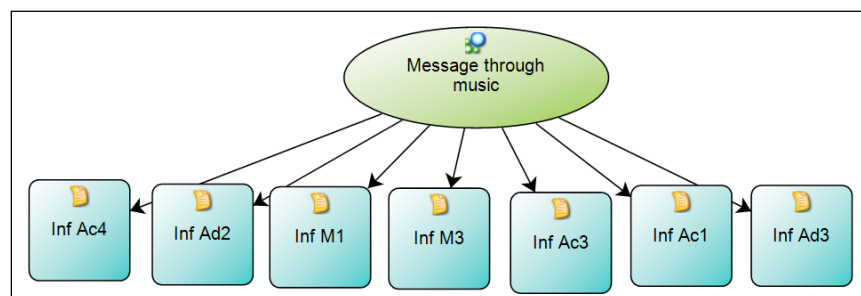 Message through
music
Inf Ac4
Inf Ad2
Inf M1
Inf M3
Inf Ac3
Inf Ac1
Inf Ad3